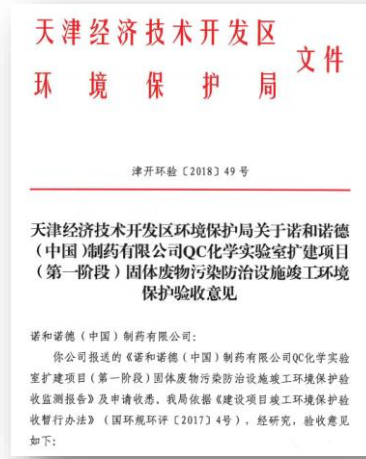 天津经济技术开发区
环境保护局
文件
津开环验〔2018〕49号
天津经济技术开发区环境保护局关于诺和诺德
（中国）制药有限公司QC化学实验室扩建项目
（第一阶段）固体废物污染防治设施竣工环境
保护验收意见
诺和诺德（中国）制药有限公司：
你公司报送的《诺和诺德（中国）制药有限公司QC化学实验
室扩建项目（第一阶段）固体废物污染防治设施竣工环境保护验
收监测报告》及申请收悉。我局依据《建设项目竣工环境保护验
收暂行办法》（国环规环评〔2017〕4号），经研究，验收意见
如下：